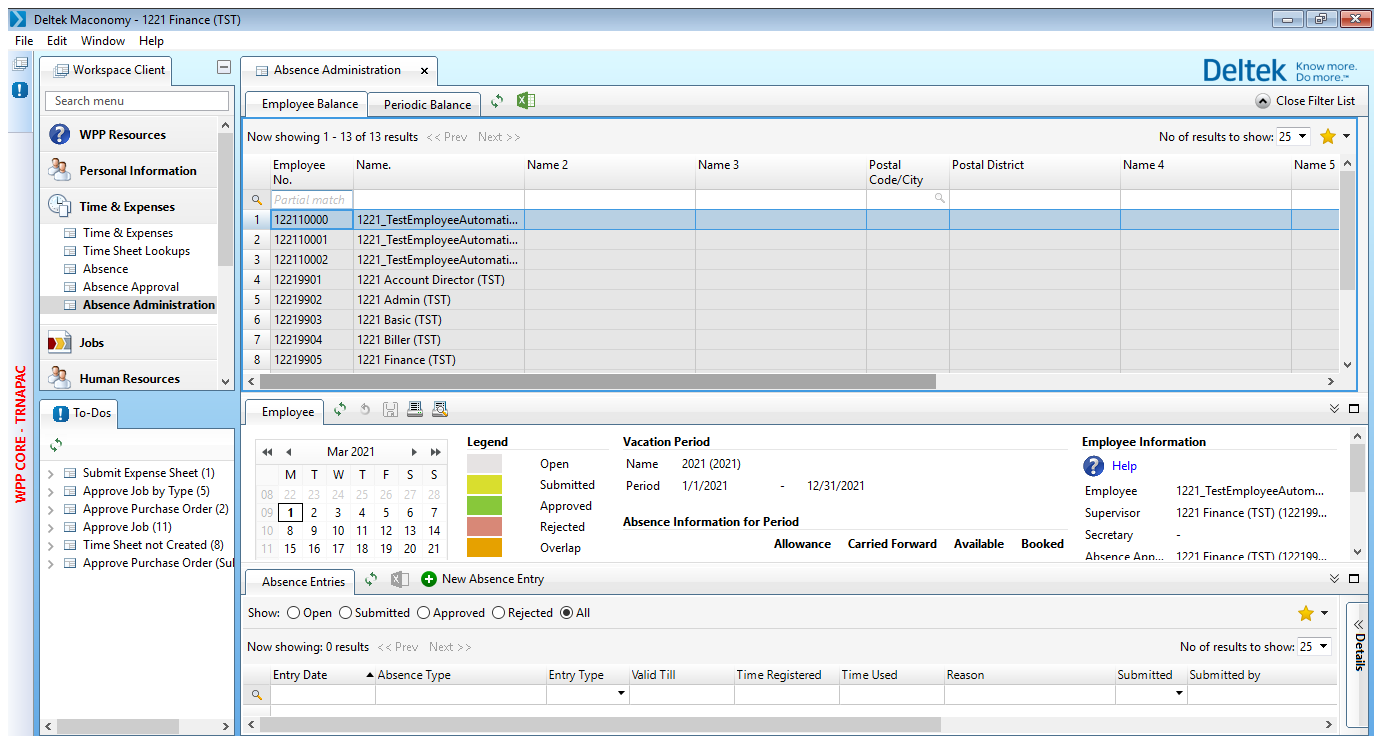 Deltek Maconomy - 1221 Finance (TST)
File Edit Window Help
WPP CORE - TRNAPAC
Workspace Client
Search menu
WPP Resources
Personal Information
Time & Expenses
Time & Expenses
Time Sheet Lookups
Absence
Absence Approval
Absence Administration
Jobs
Human Resources
To-Dos
Submit Expense Sheet (1)
Approve Job by Type (5)
Approve Purchase Order (2)
Approve Job (11)
Time Sheet not Created (8)
Approve Purchase Order (Sul
Absence Administration
Deltek Know more. Do more.™
Employee Balance Periodic Balance Close Filter List
Now showing 1 - 13 of 13 results << Prev Next >> No of results to show: 25
Employee No. Name. Name 2 Name 3 Postal Code/City Postal District Name 4 Name 5
Partial match
1 122110000 1221_TestEmployeeAutomati...
2 122110001 1221_TestEmployeeAutomati...
3 122110002 1221_TestEmployeeAutomati...
4 12219901 1221 Account Director (TST)
5 12219902 1221 Admin (TST)
6 12219903 1221 Basic (TST)
7 12219904 1221 Biller (TST)
8 12219905 1221 Finance (TST)
Employee
Mar 2021
M T W T F S S
08 22 23 24 25 26 27 28
09 1 2 3 4 5 6 7
10 8 9 10 11 12 13 14
11 15 16 17 18 19 20 21
Legend
Open
Submitted
Approved
Rejected
Overlap
Vacation Period
Name 2021 (2021)
Period 1/1/2021 - 12/31/2021
Absence Information for Period
Allowance Carried Forward Available Booked
Employee Information
Help
Employee 1221_TestEmployeeAutom...
Supervisor 1221 Finance (TST) (122199...
Secretary -
Absence App... 1221 Finance (TST) (122199...
Absence Entries New Absence Entry
Show: Open Submitted Approved Rejected All
Now showing: 0 results << Prev Next >> No of results to show: 25
Entry Date Absence Type Entry Type Valid Till Time Registered Time Used Reason Submitted Submitted by
Details